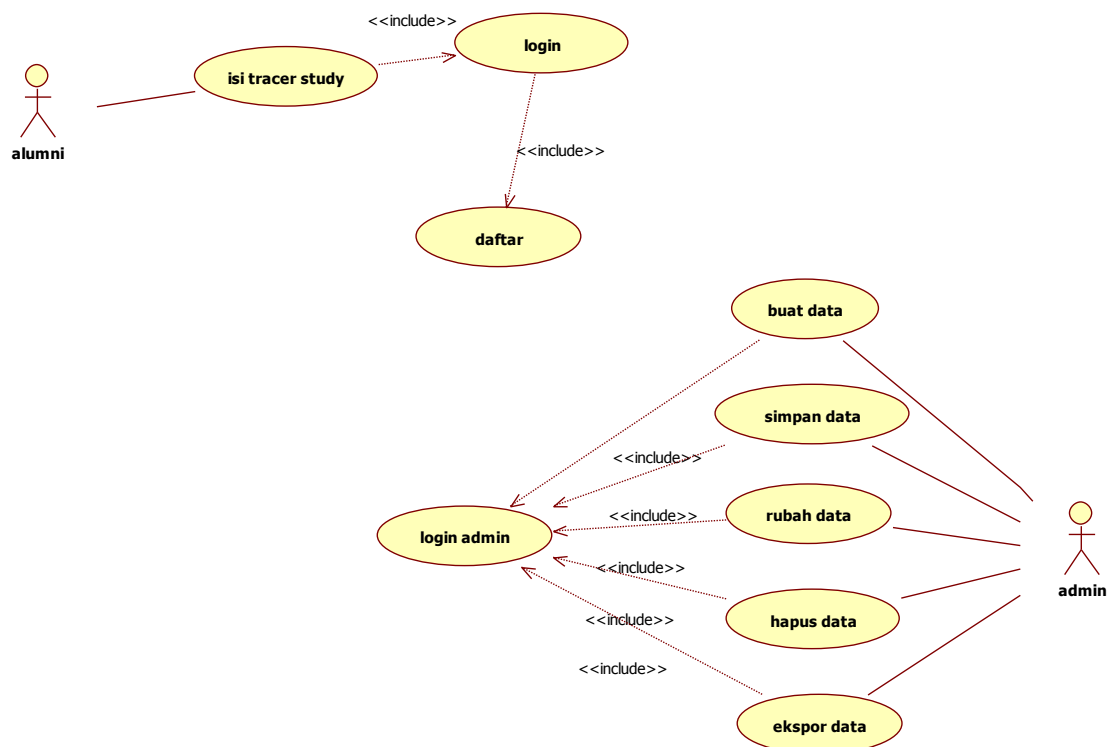 <<include>>
login
isi tracer study
alumni
<<include>>
daftar
buat data
simpan data
<<include>>
<<include>>
rubah data
login admin
<<include>>
admin
<<include>>
hapus data
<<include>>
ekspor data